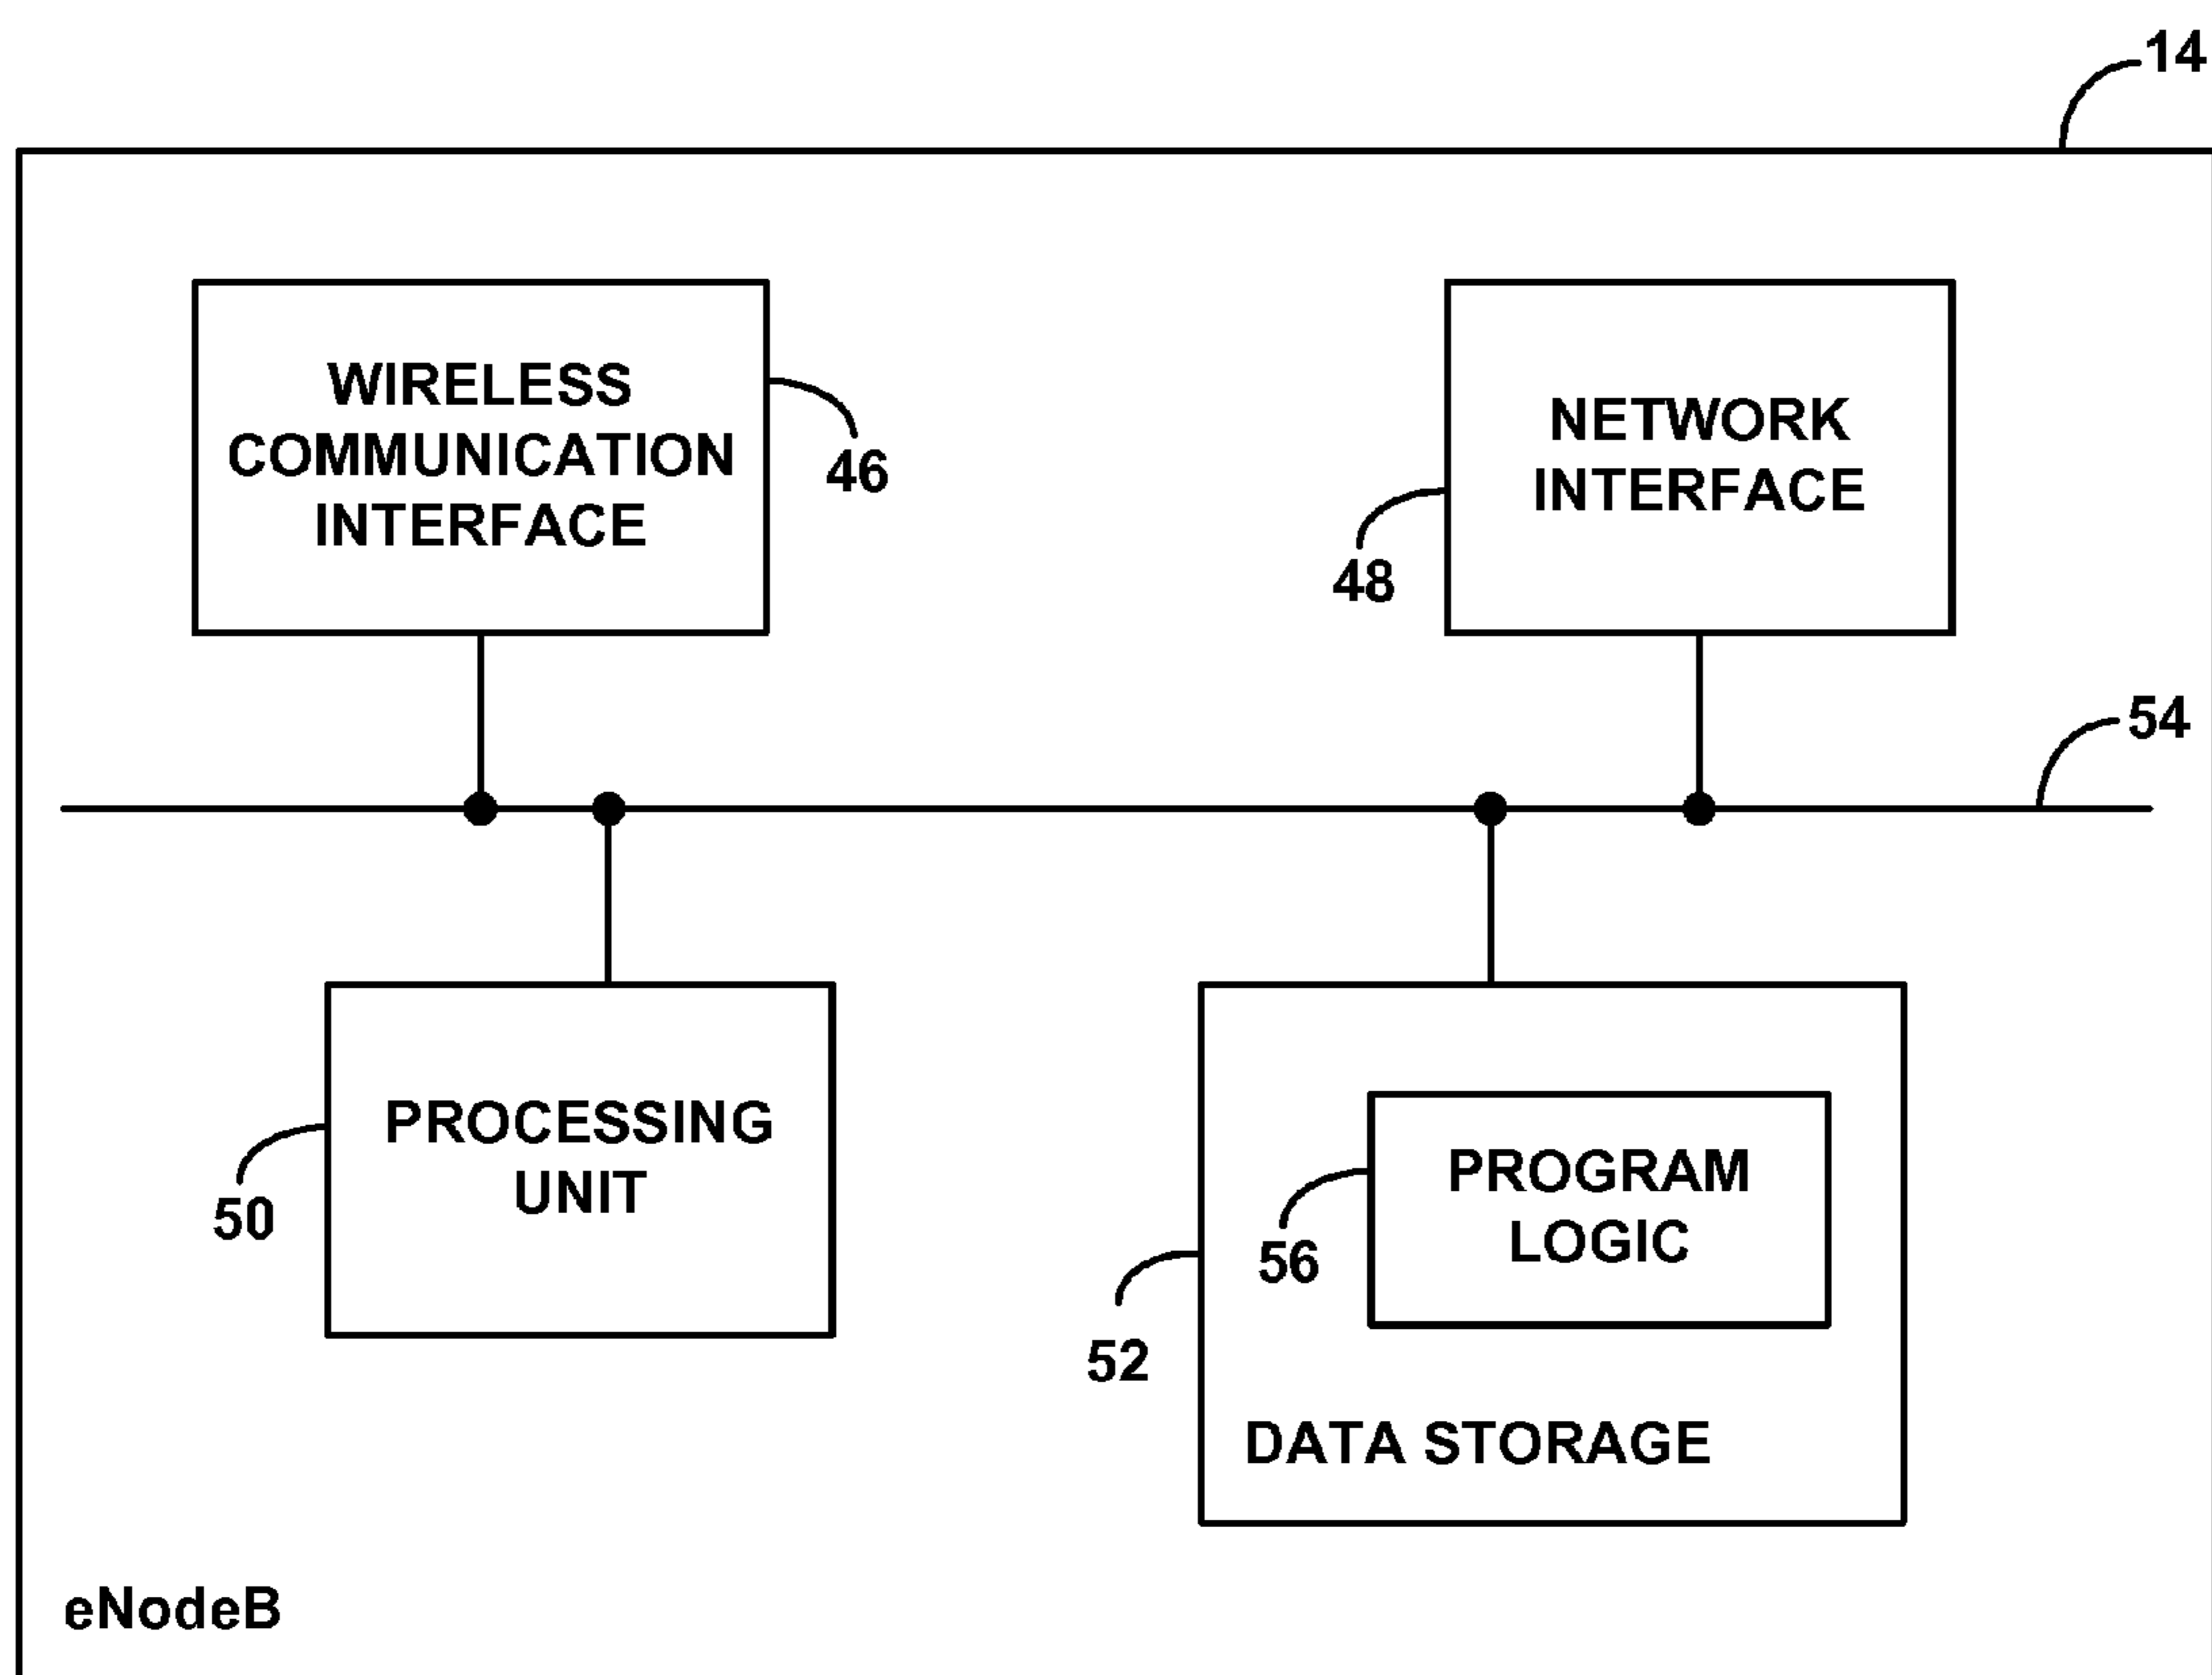 14
WIRELESS
COMMUNICATION
INTERFACE
46
NETWORK
INTERFACE
48
54
PROCESSING
UNIT
50
PROGRAM
LOGIC
56
52
DATA STORAGE
eNodeB